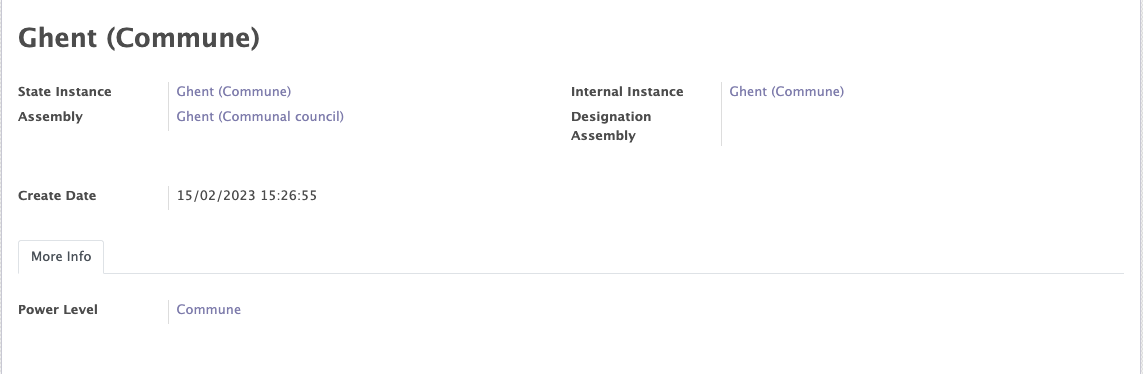 Ghent (Commune)
State Instance Ghent (Commune) Internal Instance Ghent (Commune)
Assembly Ghent (Communal council) Designation
Assembly
Create Date 15/02/2023 15:26:55
More Info
Power Level Commune